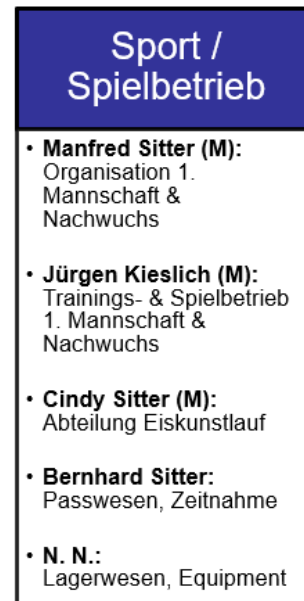 Sport /
Spielbetrieb
• Manfred Sitter (M):
Organisation 1.
Mannschaft &
Nachwuchs
• Jürgen Kieslich (M):
Trainings- & Spielbetrieb
1. Mannschaft &
Nachwuchs
• Cindy Sitter (M):
Abteilung Eiskunstlauf
• Bernhard Sitter:
Passwesen, Zeitnahme
• N. N.:
Lagerwesen, Equipment